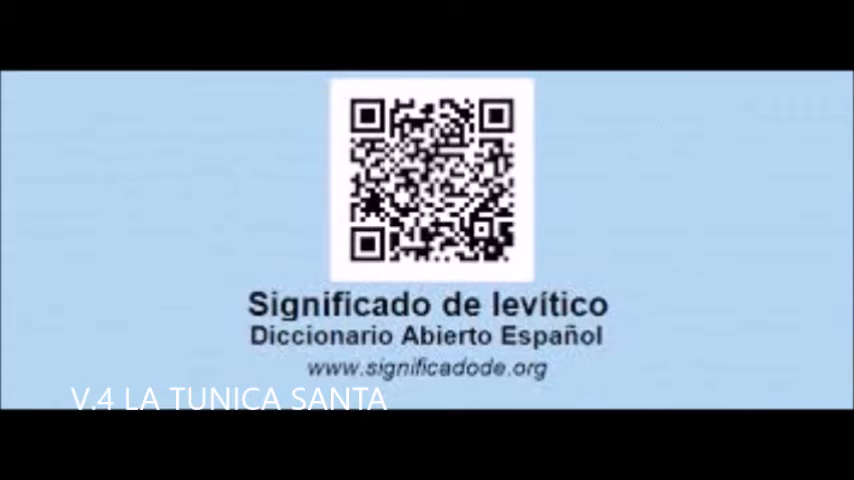 Significado de levítico
Diccionario Abierto Español
www.significadode.org
V.4 LA TUNICA SANTA